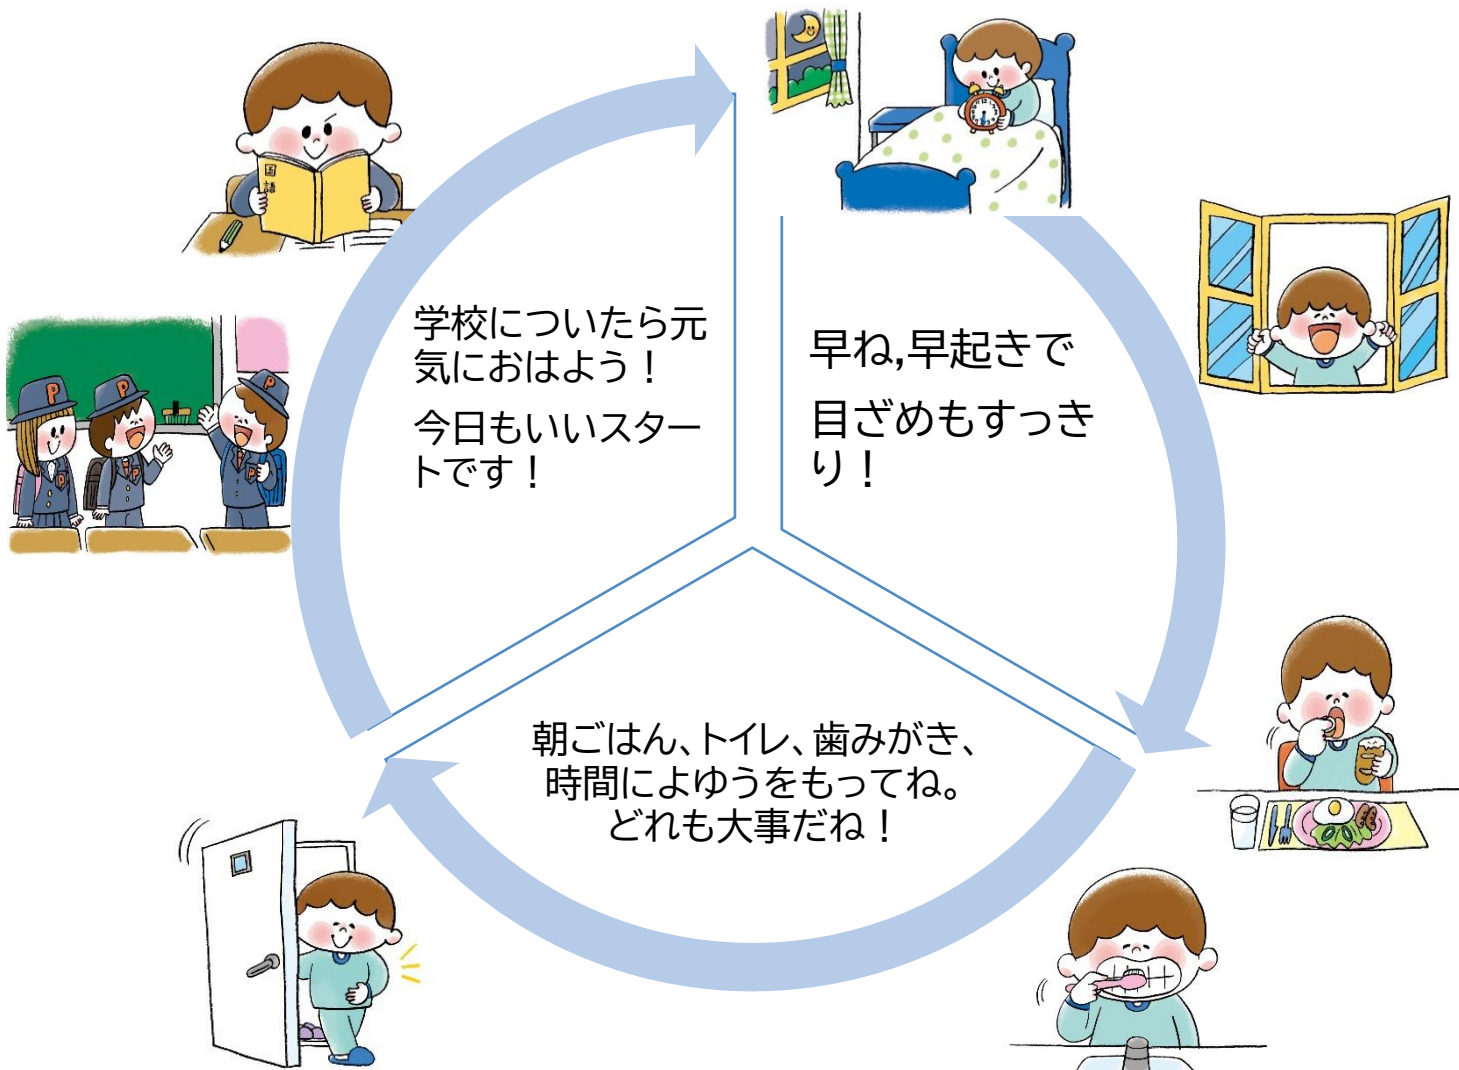 早ね,早起きで
目ざめもすっき
り！
朝ごはん、トイレ、歯みがき、
時間によゆうをもってね。
どれも大事だね！
学校についたら元
気におはよう！
今日もいいスター
トです！
国語
P
P
P
P
P